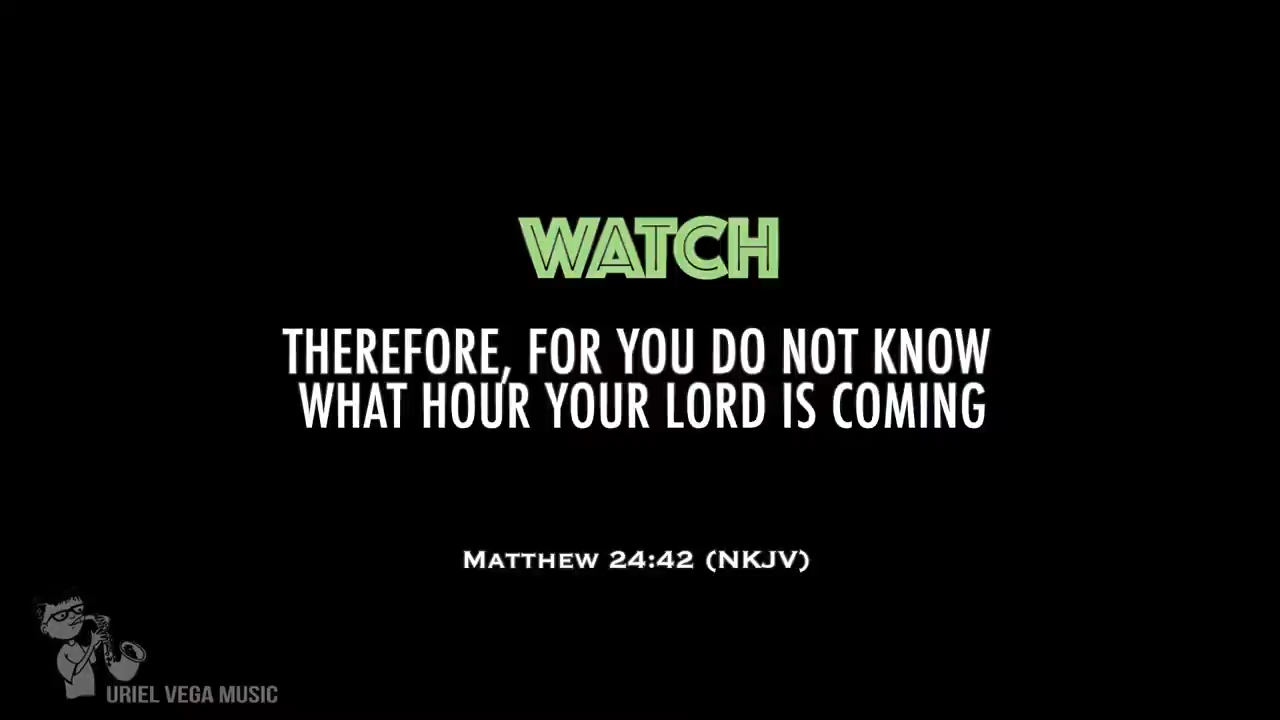 WATCH
THEREFORE, FOR YOU DO NOT KNOW
WHAT HOUR YOUR LORD IS COMING
MATTHEW 24:42 (NKJV)
URIEL VEGA MUSIC